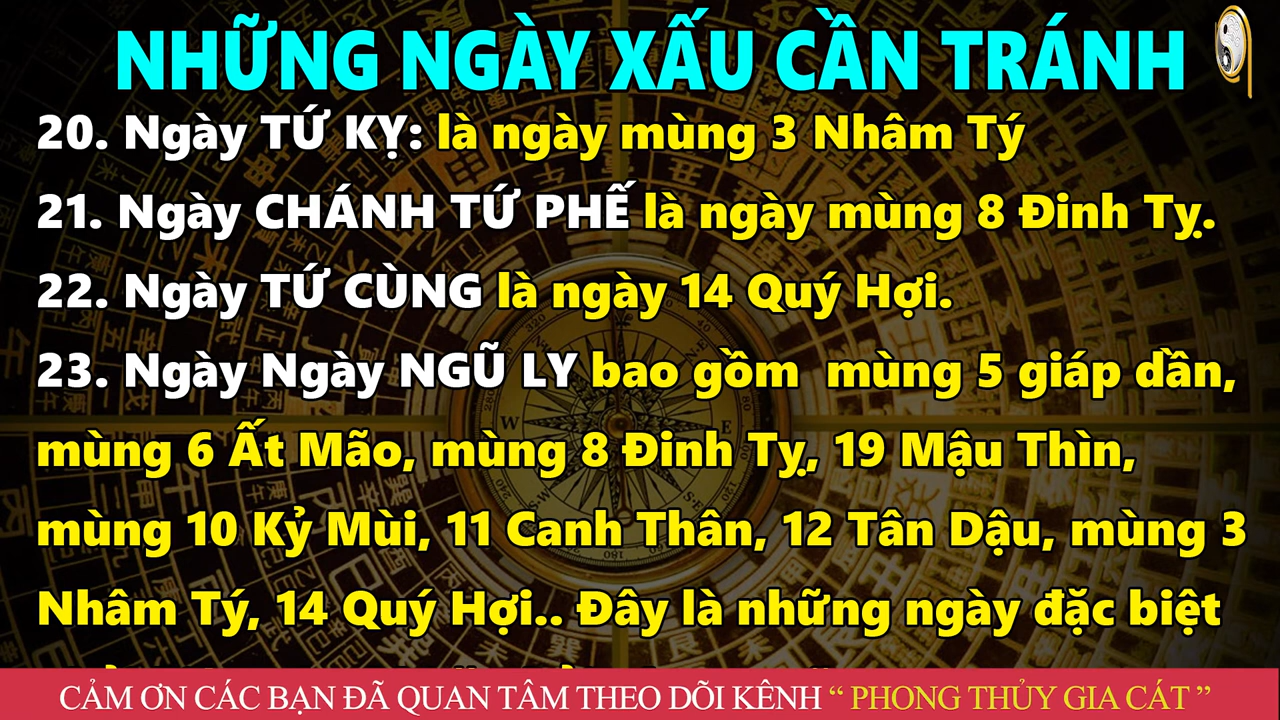 NHỮNG NGÀY XẤU CẦN TRÁNH
20. Ngày TỨ KỴ: là ngày mùng 3 Nhâm Tý
21. Ngày CHÁNH TỨ PHẾ là ngày mùng 8 Đinh Tỵ.
22. Ngày TỨ CÙNG là ngày 14 Quý Hợi.
23. Ngày Ngày NGŨ LY bao gồm mùng 5 giáp dần,
mùng 6 Ất Mão, mùng 8 Đinh Tỵ, 19 Mậu Thìn,
mùng 10 Kỷ Mùi, 11 Canh Thân, 12 Tân Dậu, mùng 3
Nhâm Tý, 14 Quý Hợi.. Đây là những ngày đặc biệt
CẢM ƠN CÁC BẠN ĐÃ QUAN TÂM THEO DÕI KÊNH “ PHONG THỦY GIA CÁT ”